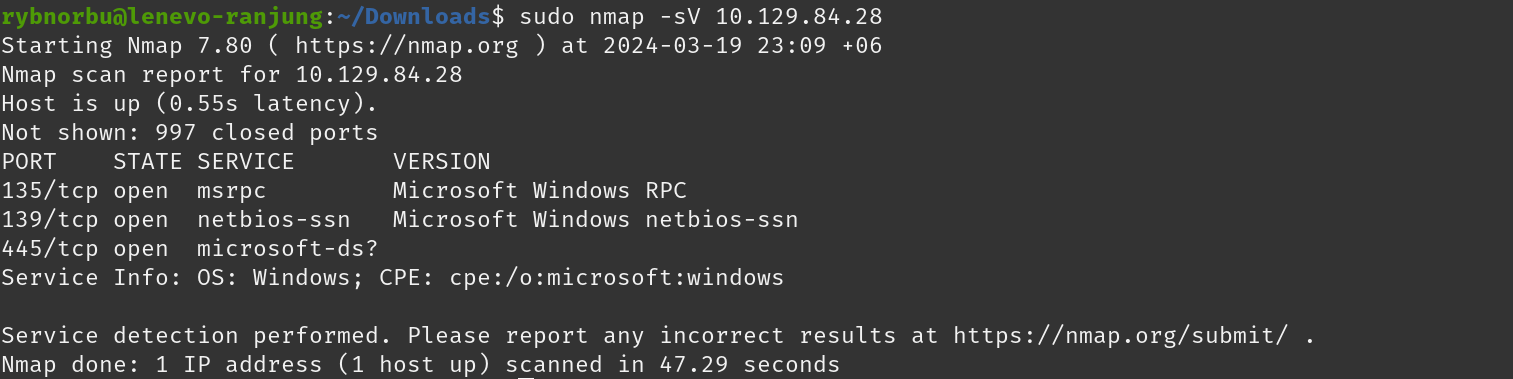 rybnorbu@lenevo-ranjung:~/Downloads$ sudo nmap -sV 10.129.84.28
Starting Nmap 7.80 ( https://nmap.org ) at 2024-03-19 23:09 +06
Nmap scan report for 10.129.84.28
Host is up (0.55s latency).
Not shown: 997 closed ports
PORT    STATE SERVICE       VERSION
135/tcp open  msrpc         Microsoft Windows RPC
139/tcp open  netbios-ssn   Microsoft Windows netbios-ssn
445/tcp open  microsoft-ds?
Service Info: OS: Windows; CPE: cpe:/o:microsoft:windows
Service detection performed. Please report any incorrect results at https://nmap.org/submit/ .
Nmap done: 1 IP address (1 host up) scanned in 47.29 seconds